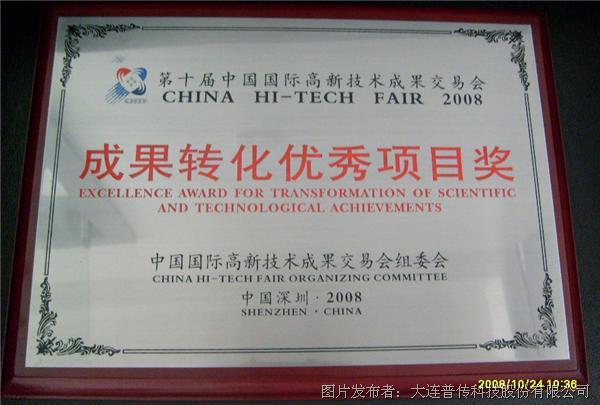 CHTF
第十届中国国际高新技术成果交易会
CHINA HI-TECH FAIR 2008
成果转化优秀项目奖
EXCELLENCE AWARD FOR TRANSFORMATION OF SCIENTIFIC
AND TECHNOLOGICAL ACHIEVEMENTS
中国国际高新技术成果交易会组委会
CHINA HI-TECH FAIR ORGANIZING COMMITTEE
中国深圳·2008
SHENZHEN·CHINA
2008/10/24 10:36
图片发布者：大连普传科技股份有限公司